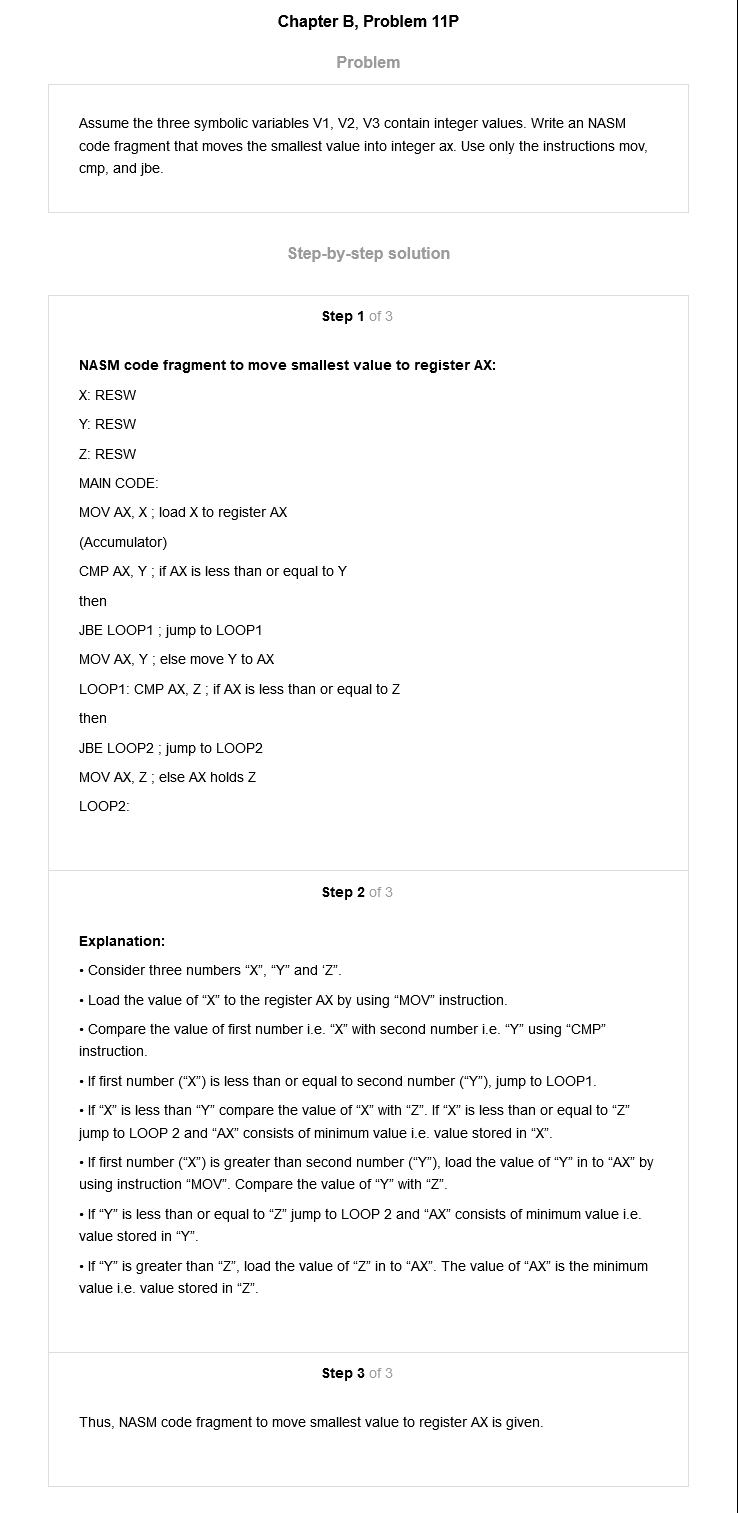 Chapter B, Problem 11P
Problem
Assume the three symbolic variables V1, V2, V3 contain integer values. Write an NASM
code fragment that moves the smallest value into integer ax. Use only the instructions mov,
cmp, and jbe.
Step-by-step solution
Step 1 of 3
NASM code fragment to move smallest value to register AX:
X: RESW
Y: RESW
Z: RESW
MAIN CODE:
MOV AX, X ; load X to register AX
(Accumulator)
CMP AX, Y ; if AX is less than or equal to Y
then
JBE LOOP1 ; jump to LOOP1
MOV AX, Y ; else move Y to AX
LOOP1: CMP AX, Z ; if AX is less than or equal to Z
then
JBE LOOP2 ; jump to LOOP2
MOV AX, Z ; else AX holds Z
LOOP2:
Step 2 of 3
Explanation:
• Consider three numbers “X”, “Y” and ‘Z”.
• Load the value of “X” to the register AX by using “MOV” instruction.
• Compare the value of first number i.e. “X” with second number i.e. “Y” using “CMP”
instruction.
• If first number (“X”) is less than or equal to second number (“Y”), jump to LOOP1.
• If “X” is less than “Y” compare the value of “X” with “Z”. If “X” is less than or equal to “Z”
jump to LOOP 2 and “AX” consists of minimum value i.e. value stored in “X”.
• If first number (“X”) is greater than second number (“Y”), load the value of “Y” in to “AX” by
using instruction “MOV”. Compare the value of “Y” with “Z”.
• If “Y” is less than or equal to “Z” jump to LOOP 2 and “AX” consists of minimum value i.e.
value stored in “Y”.
• If “Y” is greater than “Z”, load the value of “Z” in to “AX”. The value of “AX” is the minimum
value i.e. value stored in “Z”.
Step 3 of 3
Thus, NASM code fragment to move smallest value to register AX is given.